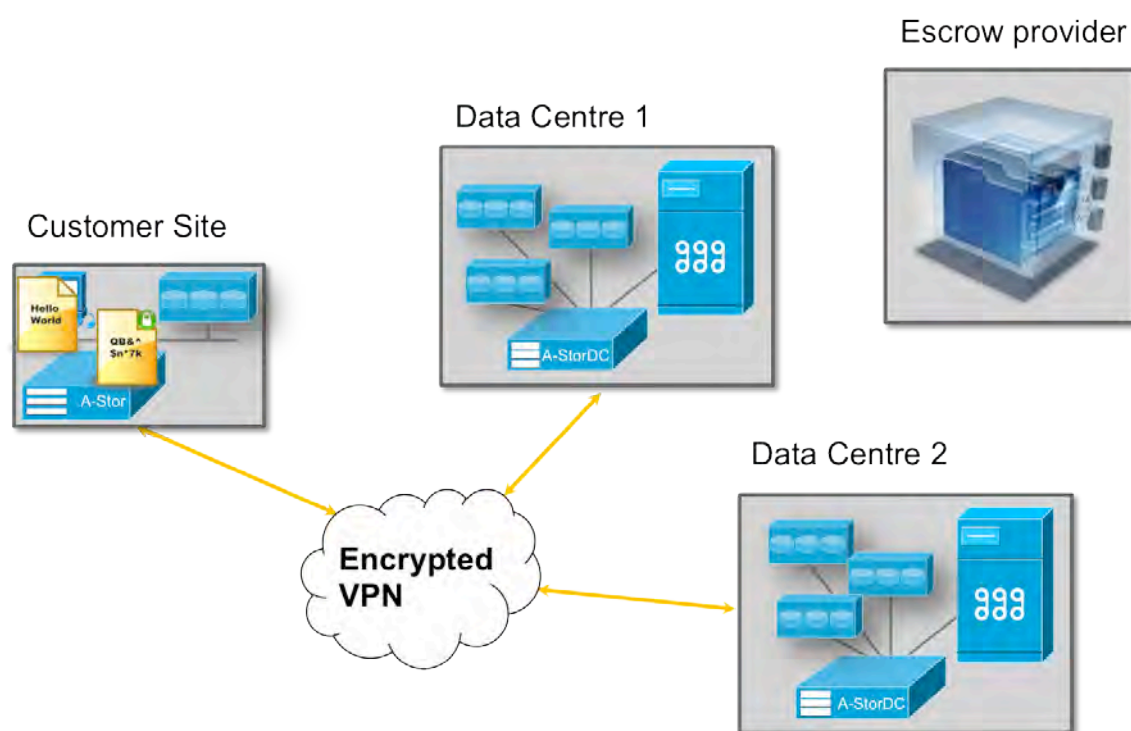 Escrow provider
Data Centre 1
Customer Site
Hello
World
QB&^
$n*7k
A-Stor
A-StorDC
Data Centre 2
Encrypted
VPN
A-StorDC